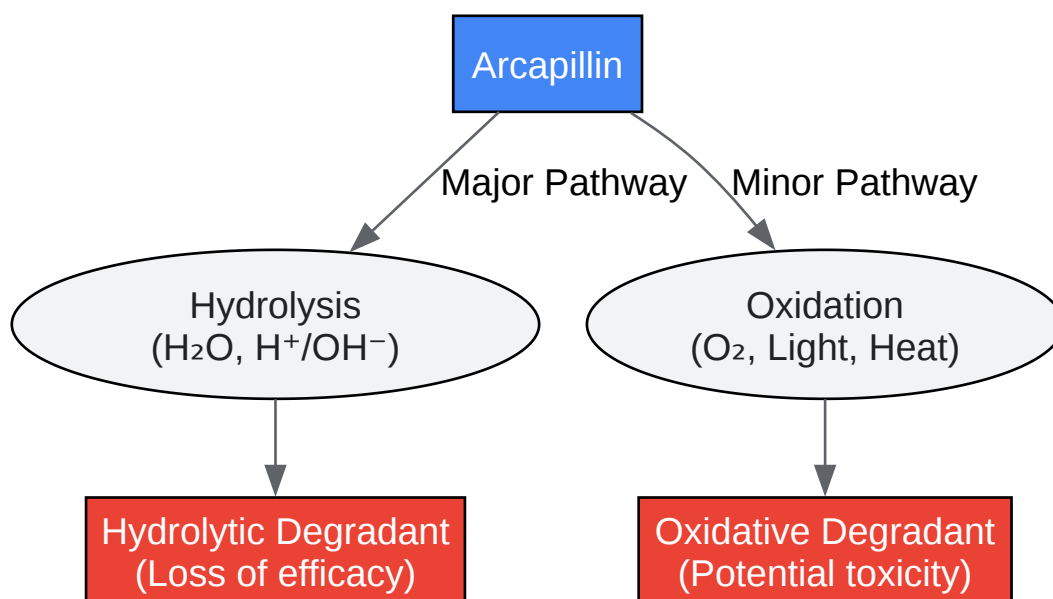 Arcapillin
Major Pathway
Minor Pathway
Hydrolysis
(H₂O, H⁺/OH⁻)
Oxidation
(O₂, Light, Heat)
Hydrolytic Degradant
(Loss of efficacy)
Oxidative Degradant
(Potential toxicity)